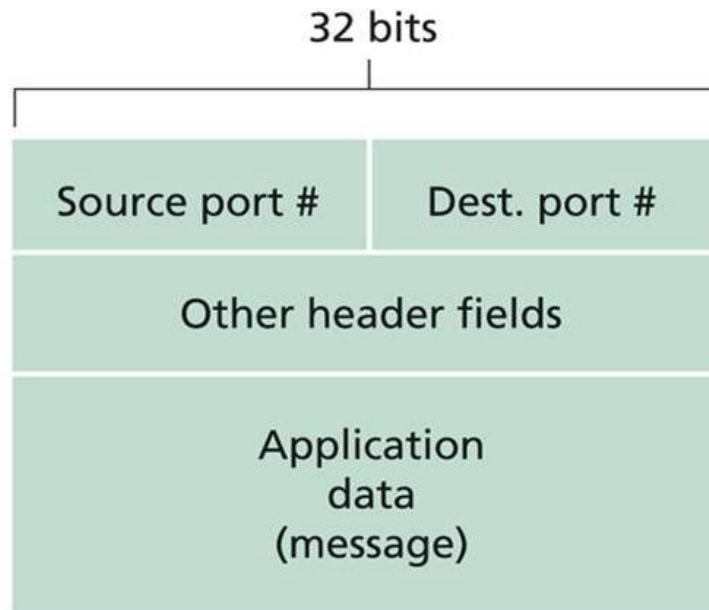 32 bits
Source port #
Dest. port #
Other header fields
Application
data
(message)